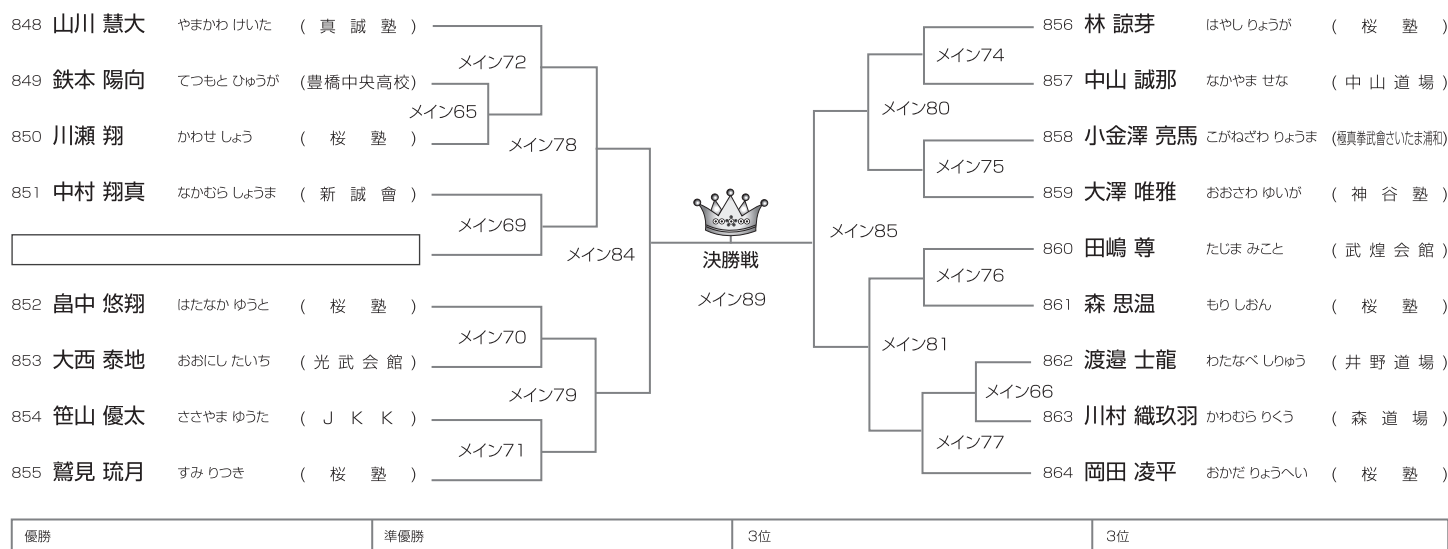 848 山川 慧大 やまかわ けいた ( 真 誠 塾 )
849 鉄本 陽向 てつもと ひゅうが (豊橋中央高校)
850 川瀬 翔 かわせ しょう ( 桜 塾 )
851 中村 翔真 なかむら しょうま ( 新 誠 會 )
852 畠中 悠翔 はたなか ゆうと ( 桜 塾 )
853 大西 泰地 おおにし たいち ( 光 武 会 館 )
854 笹山 優太 ささやま ゆうた ( J K K )
855 鷲見 琉月 すみ りつき ( 桜 塾 )
メイン72
メイン65
メイン78
メイン69
メイン84
メイン70
メイン79
メイン71
決勝戦
メイン89
メイン74
メイン80
メイン75
メイン85
メイン76
メイン81
メイン66
メイン77
856 林 諒芽 はやし りょうが ( 桜 塾 )
857 中山 誠那 なかやま せな ( 中 山 道 場 )
858 小金澤 亮馬 こがねざわ りょうま (極真拳武會さいたま浦和)
859 大澤 唯雅 おおさわ ゆいが ( 神 谷 塾 )
860 田嶋 尊 たじま みこと ( 武 煌 会 館 )
861 森 思温 もり しおん ( 桜 塾 )
862 渡邉 士龍 わたなべ しりゅう ( 井 野 道 場 )
863 川村 織玖羽 かわむら りくう ( 森 道 場 )
864 岡田 凌平 おかだ りょうへい ( 桜 塾 )
優勝 準優勝 3位 3位